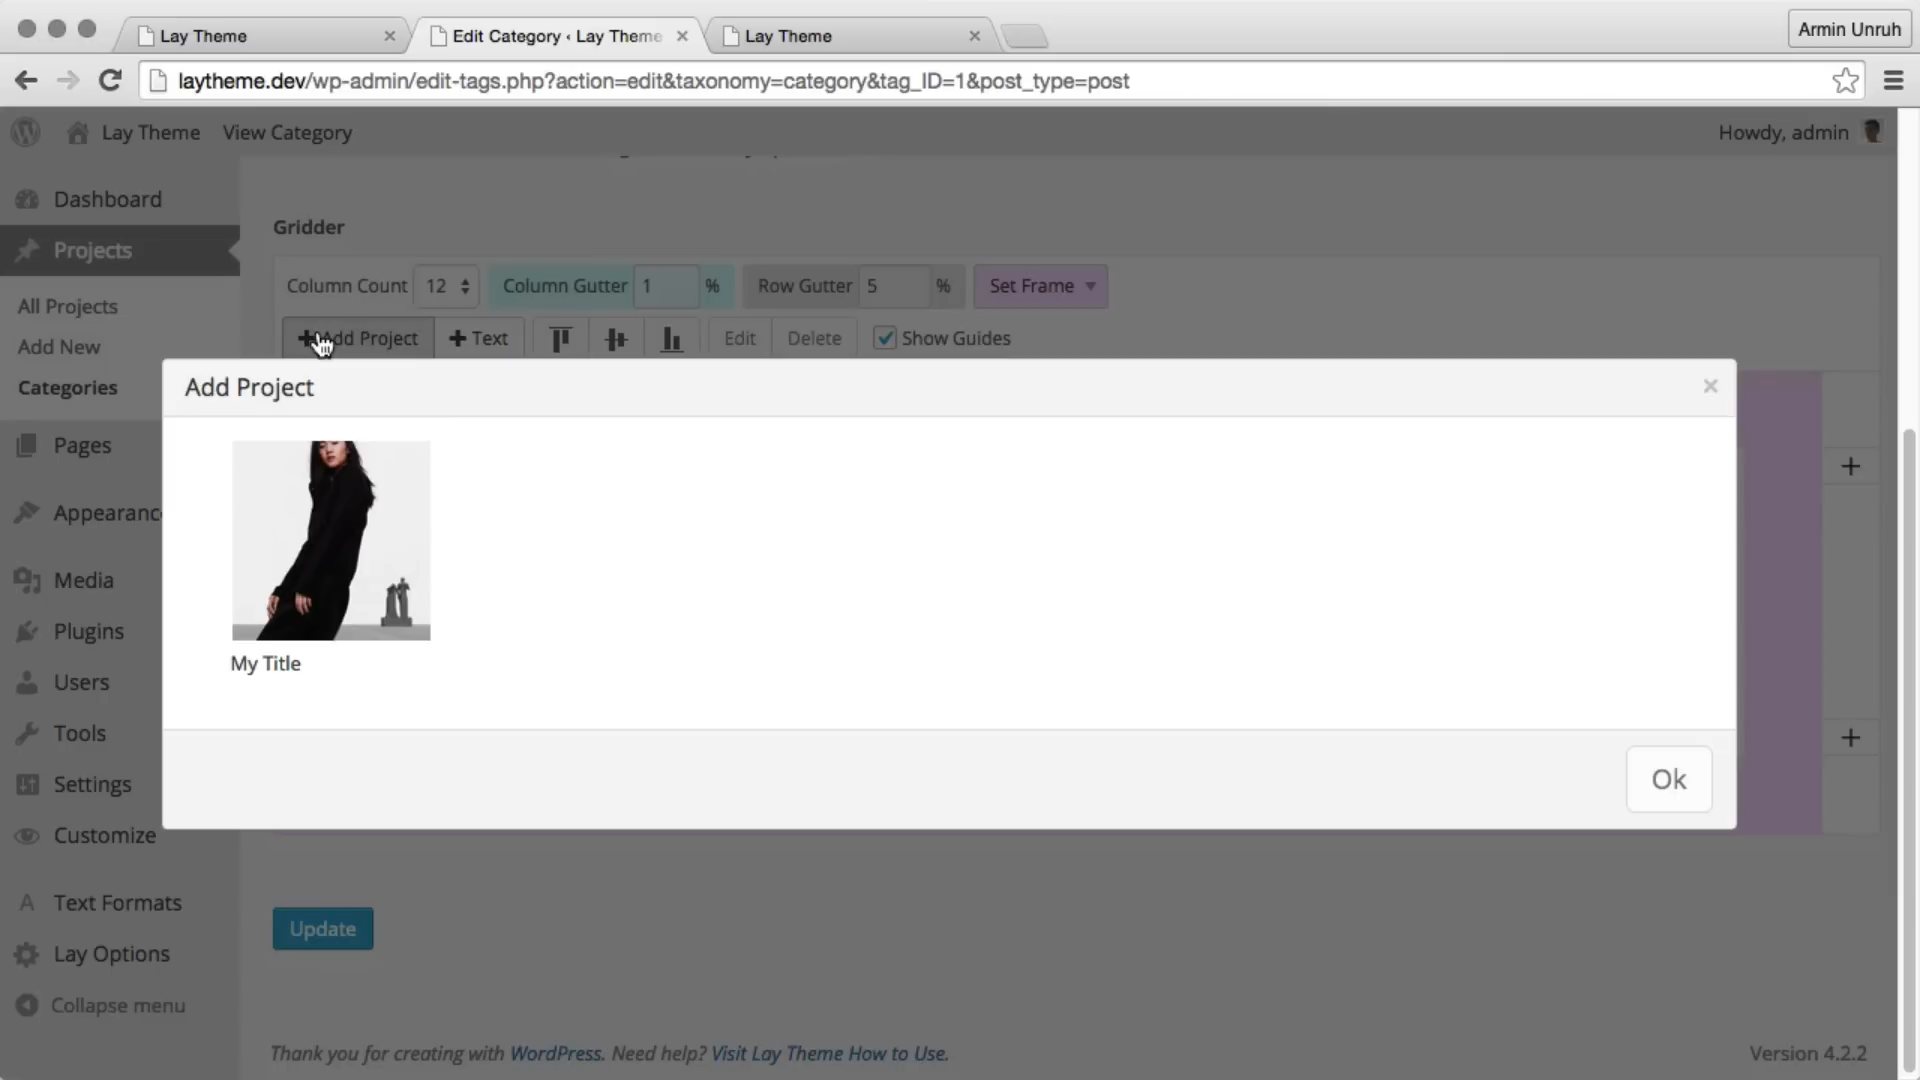 Lay Theme
Edit Category ‹ Lay Theme
Lay Theme
Armin Unruh
laytheme.dev/wp-admin/edit-tags.php?action=edit&taxonomy=category&tag_ID=1&post_type=post
Lay Theme
View Category
Howdy, admin
Dashboard
Projects
All Projects
Add New
Categories
Pages
Appearanc
Media
Plugins
Users
Tools
Settings
Customize
Text Formats
Lay Options
Collapse menu
Gridder
Column Count 12
Column Gutter 1 %
Row Gutter 5 %
Set Frame
Add Project
Text
Edit
Delete
Show Guides
Add Project
×
My Title
Ok
Update
Thank you for creating with WordPress. Need help? Visit Lay Theme How to Use.
Version 4.2.2